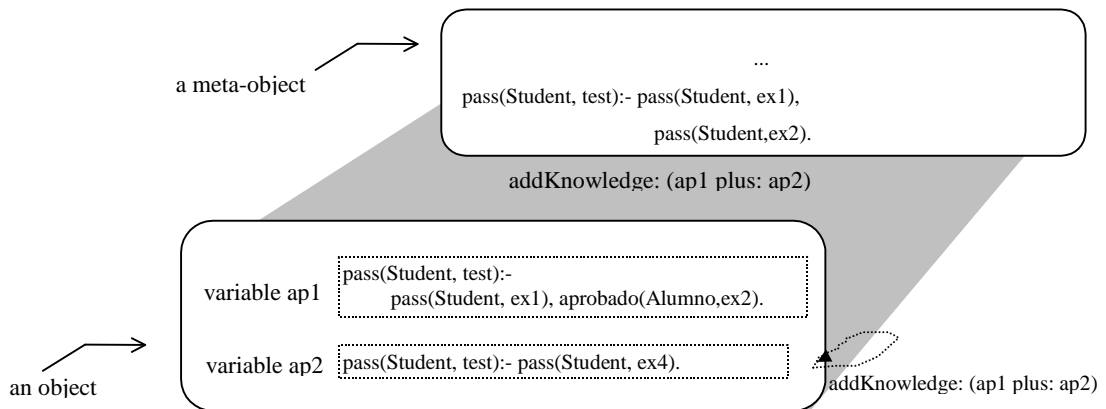 ...
a meta-object
pass(Student, test):- pass(Student, ex1),
pass(Student,ex2).
addKnowledge: (ap1 plus: ap2)
variable ap1
pass(Student, test):-
pass(Student, ex1), aprobado(Alumno,ex2).
variable ap2
pass(Student, test):- pass(Student, ex4).
an object
addKnowledge: (ap1 plus: ap2)